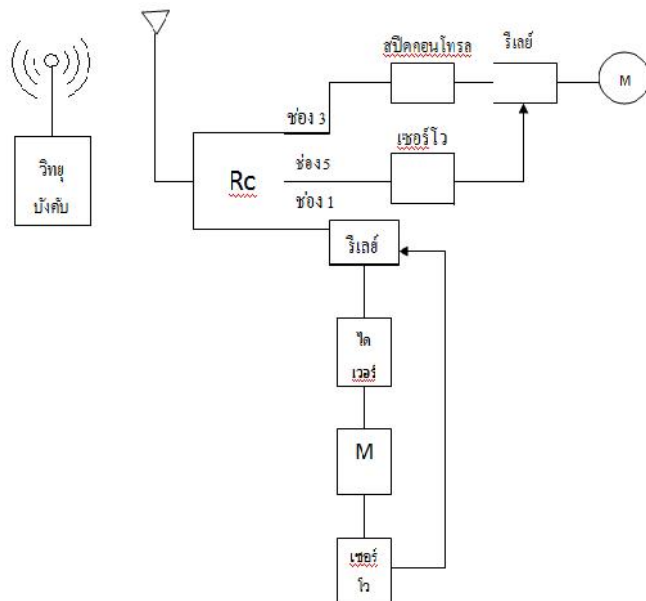 สปีดคอนโทรล
รีเลย์
M
ช่อง 3
เซอร์โว
วิทยุ
บังคับ
Rc
ช่อง5
ช่อง 1
รีเลย์
ได
เวอร์
M
เซอร์
โว